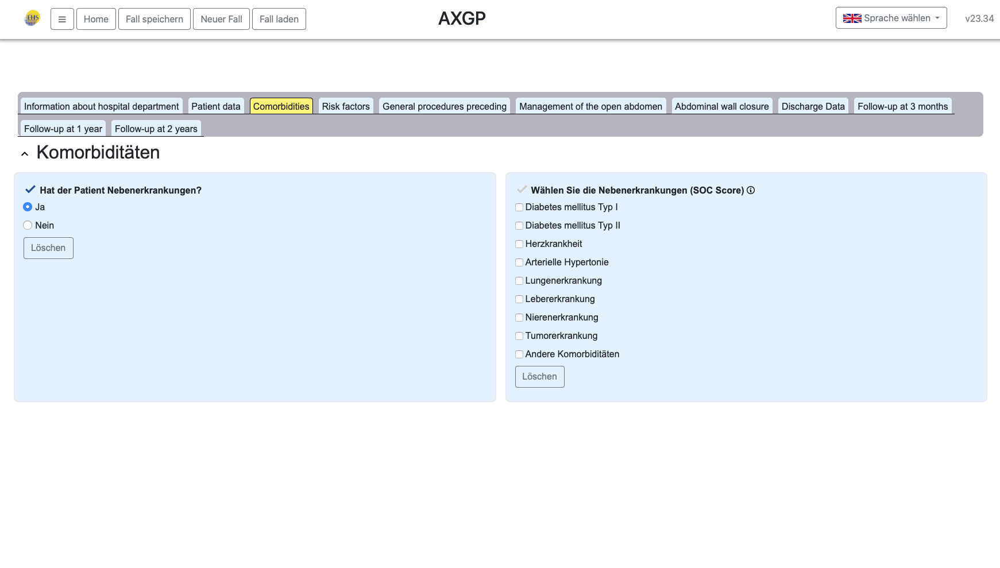 EHS
Home
Fall speichern
Neuer Fall
Fall laden
AXGP
Sprache wählen
v23.34
Information about hospital department
Patient data
Comorbidities
Risk factors
General procedures preceding
Management of the open abdomen
Abdominal wall closure
Discharge Data
Follow-up at 3 months
Follow-up at 1 year
Follow-up at 2 years
Komorbiditäten
Hat der Patient Nebenerkrankungen?
Ja
Nein
Löschen
Wählen Sie die Nebenerkrankungen (SOC Score)
Diabetes mellitus Typ I
Diabetes mellitus Typ II
Herzkrankheit
Arterielle Hypertonie
Lungenerkrankung
Lebererkrankung
Nierenerkrankung
Tumorerkrankung
Andere Komorbiditäten
Löschen